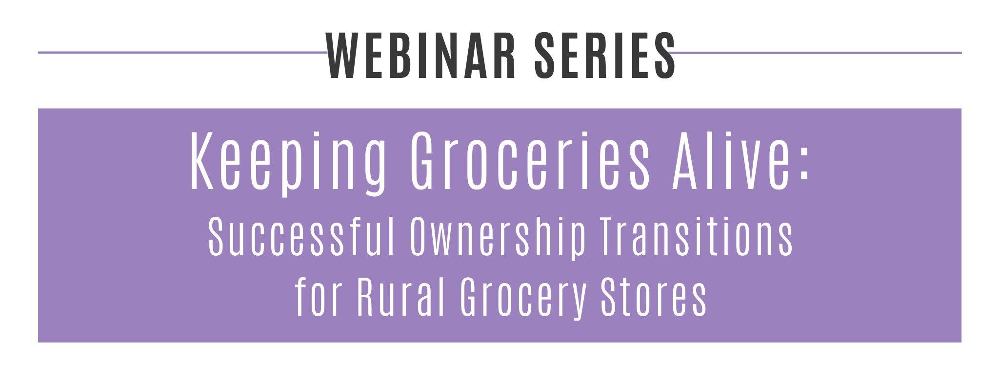 WEBINAR SERIES
Keeping Groceries Alive:
Successful Ownership Transitions
for Rural Grocery Stores